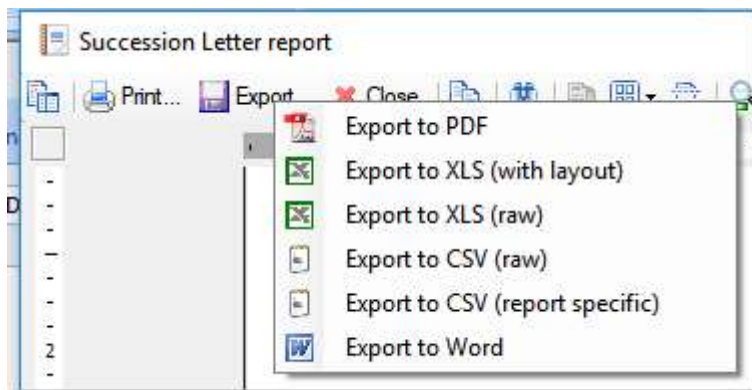 Succession Letter report
Print... Export Close
Export to PDF
Export to XLS (with layout)
Export to XLS (raw)
Export to CSV (raw)
Export to CSV (report specific)
Export to Word
2